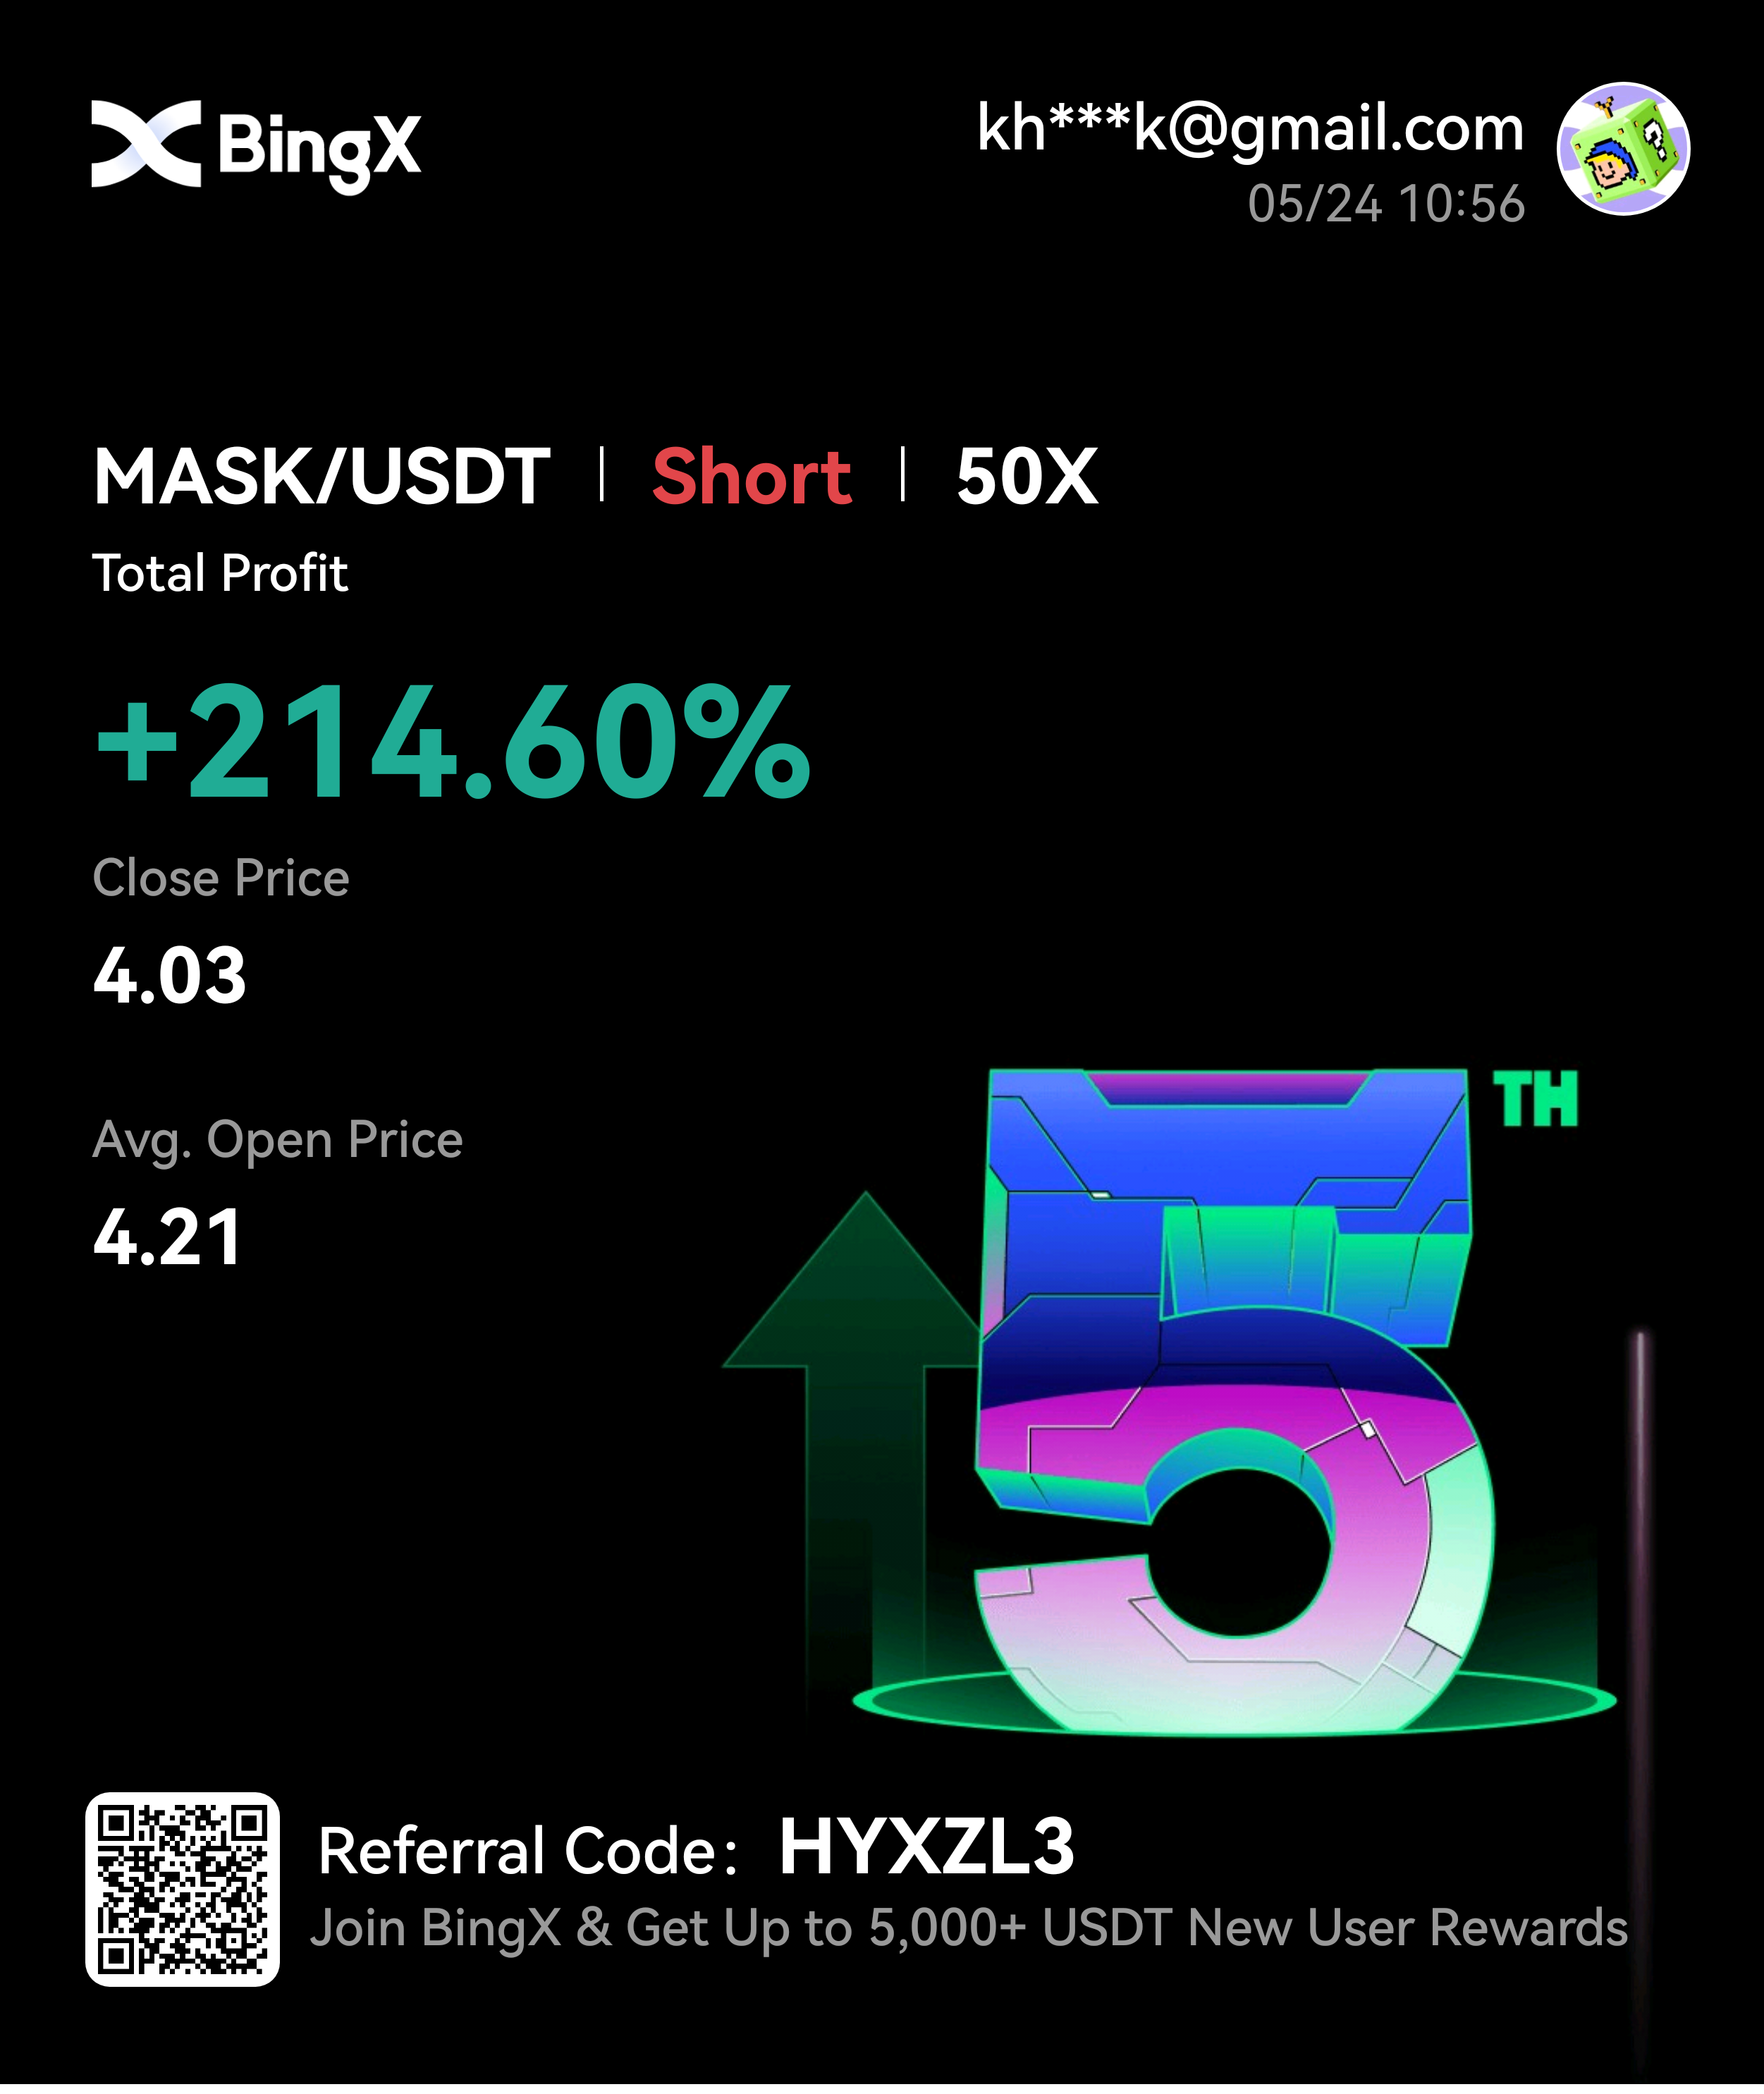 BingX
kh***k@gmail.com
05/24 10:56
MASK/USDT | Short | 50X
Total Profit
+214.60%
Close Price
4.03
Avg. Open Price
4.21
5TH
Referral Code: HYXZL3
Join BingX & Get Up to 5,000+ USDT New User Rewards